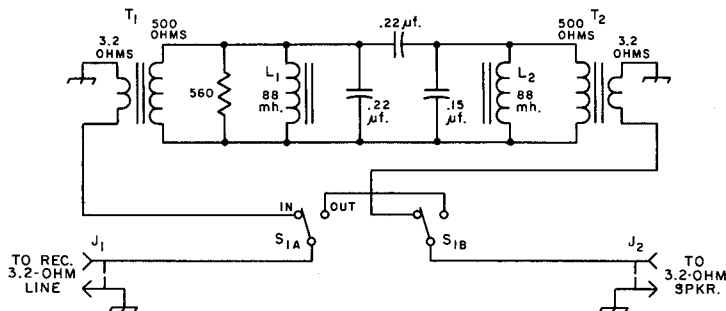 T1
500
OHMS
3.2
OHMS
560
L1
88
mh.
.22 µf.
.22
µf.
.15
µf.
L2
88
mh.
500
OHMS
T2
3.2
OHMS
IN
OUT
S1A
S1B
J1
TO REC.
3.2-OHM
LINE
J2
TO
3.2-OHM
SPKR.